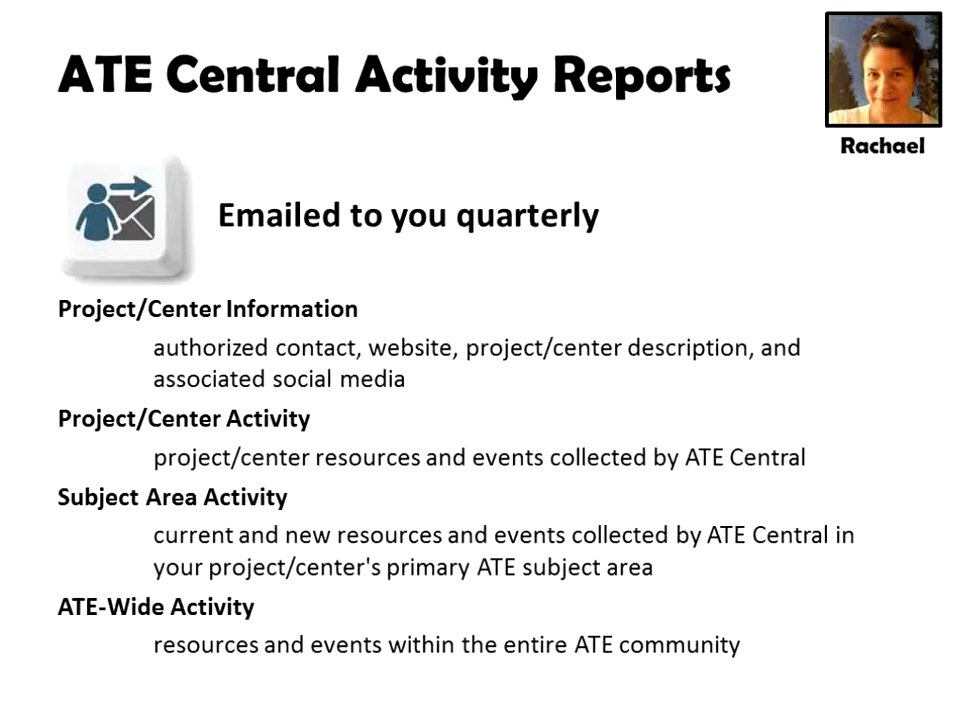 ATE Central Activity Reports
Rachael
Emailed to you quarterly
Project/Center Information
authorized contact, website, project/center description, and
associated social media
Project/Center Activity
project/center resources and events collected by ATE Central
Subject Area Activity
current and new resources and events collected by ATE Central in
your project/center's primary ATE subject area
ATE-Wide Activity
resources and events within the entire ATE community